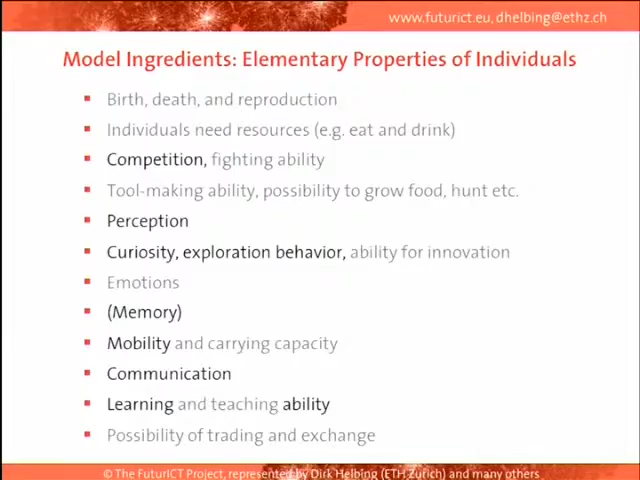 www.futurict.eu, dhelbing@ethz.ch
Model Ingredients: Elementary Properties of Individuals
Birth, death, and reproduction
Individuals need resources (e.g. eat and drink)
Competition, fighting ability
Tool-making ability, possibility to grow food, hunt etc.
Perception
Curiosity, exploration behavior, ability for innovation
Emotions
(Memory)
Mobility and carrying capacity
Communication
Learning and teaching ability
Possibility of trading and exchange
© The FuturICT Project, represented by Dirk Helbing (ETH Zurich) and many others